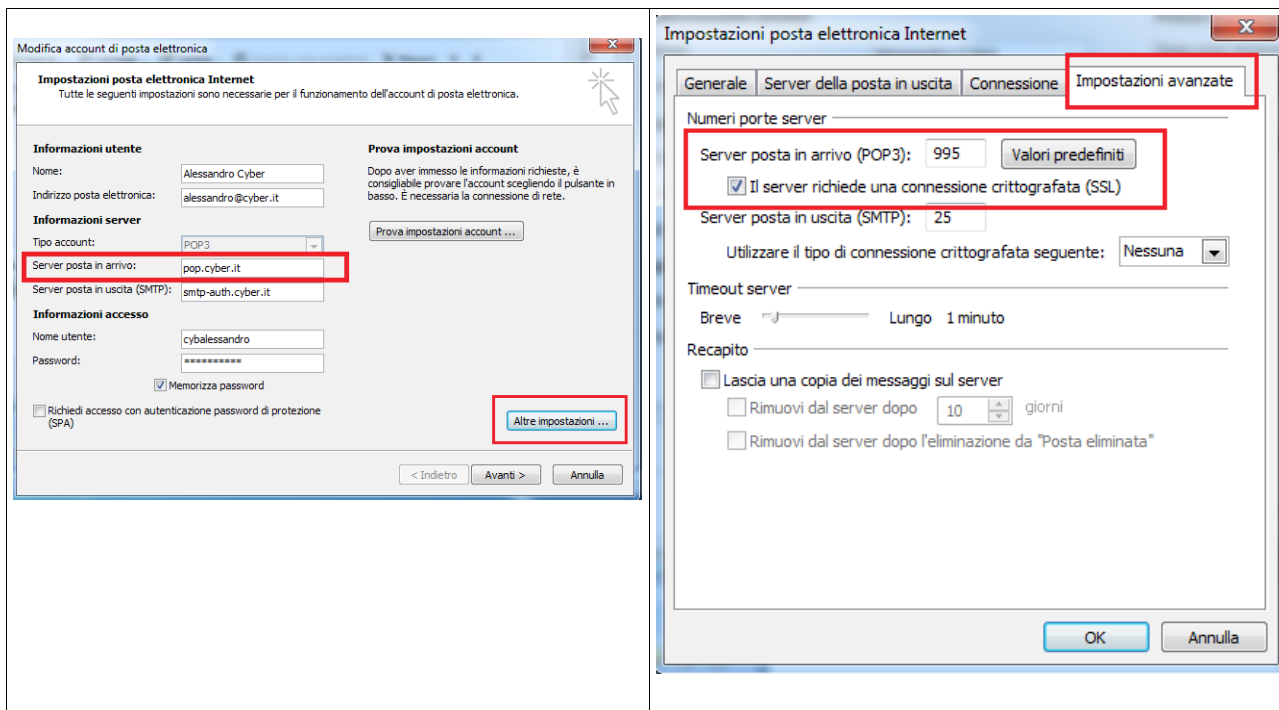 Modifica account di posta elettronica
Impostazioni posta elettronica Internet
Tutte le seguenti impostazioni sono necessarie per il funzionamento dell'account di posta elettronica.
Informazioni utente
Nome:
Alessandro Cyber
Indirizzo posta elettronica:
alessandro@cyber.it
Informazioni server
Tipo account:
POP3
Server posta in arrivo:
pop.cyber.it
Server posta in uscita (SMTP):
smtp-auth.cyber.it
Informazioni accesso
Nome utente:
cybalessandro
Password:
**********
Memorizza password
Richiedi accesso con autenticazione password di protezione
(SPA)
Prova impostazioni account
Dopo aver immesso le informazioni richieste, è
consigliabile provare l'account scegliendo il pulsante in
basso. È necessaria la connessione di rete.
Prova impostazioni account ...
Altre impostazioni ...
< Indietro
Avanti >
Annulla
Impostazioni posta elettronica Internet
Generale
Server della posta in uscita
Connessione
Impostazioni avanzate
Numeri porte server
Server posta in arrivo (POP3):
995
Valori predefiniti
Il server richiede una connessione crittografata (SSL)
Server posta in uscita (SMTP):
25
Utilizzare il tipo di connessione crittografata seguente:
Nessuna
Timeout server
Breve
Lungo
1 minuto
Recapito
Lascia una copia dei messaggi sul server
Rimuovi dal server dopo
10
giorni
Rimuovi dal server dopo l'eliminazione da "Posta eliminata"
OK
Annulla